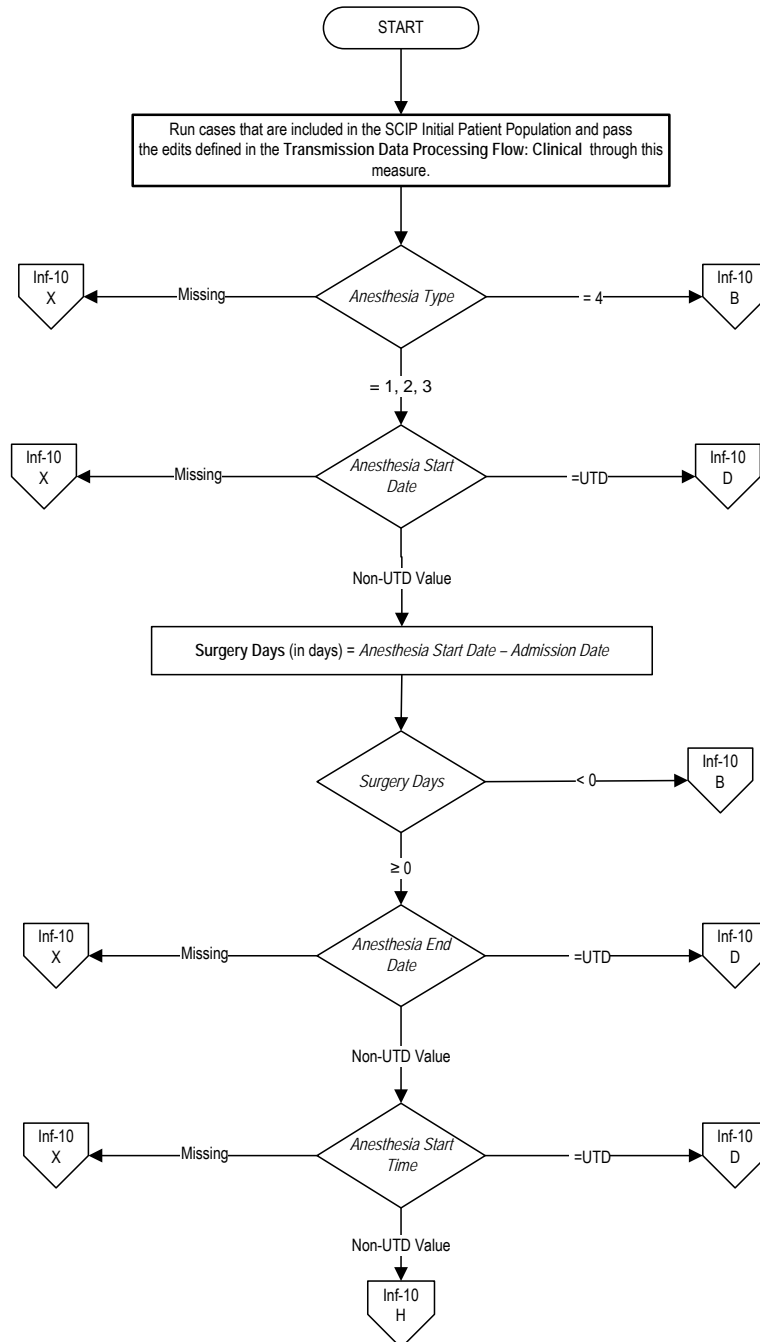 START
Run cases that are included in the SCIP Initial Patient Population and pass
the edits defined in the Transmission Data Processing Flow: Clinical through this
measure.
Inf-10
X
Missing
Anesthesia Type
= 4
Inf-10
B
= 1, 2, 3
Inf-10
X
Missing
Anesthesia Start
Date
=UTD
Inf-10
D
Non-UTD Value
Surgery Days (in days) = Anesthesia Start Date – Admission Date
Surgery Days
< 0
Inf-10
B
≥ 0
Inf-10
X
Missing
Anesthesia End
Date
=UTD
Inf-10
D
Non-UTD Value
Inf-10
X
Missing
Anesthesia Start
Time
=UTD
Inf-10
D
Non-UTD Value
Inf-10
H